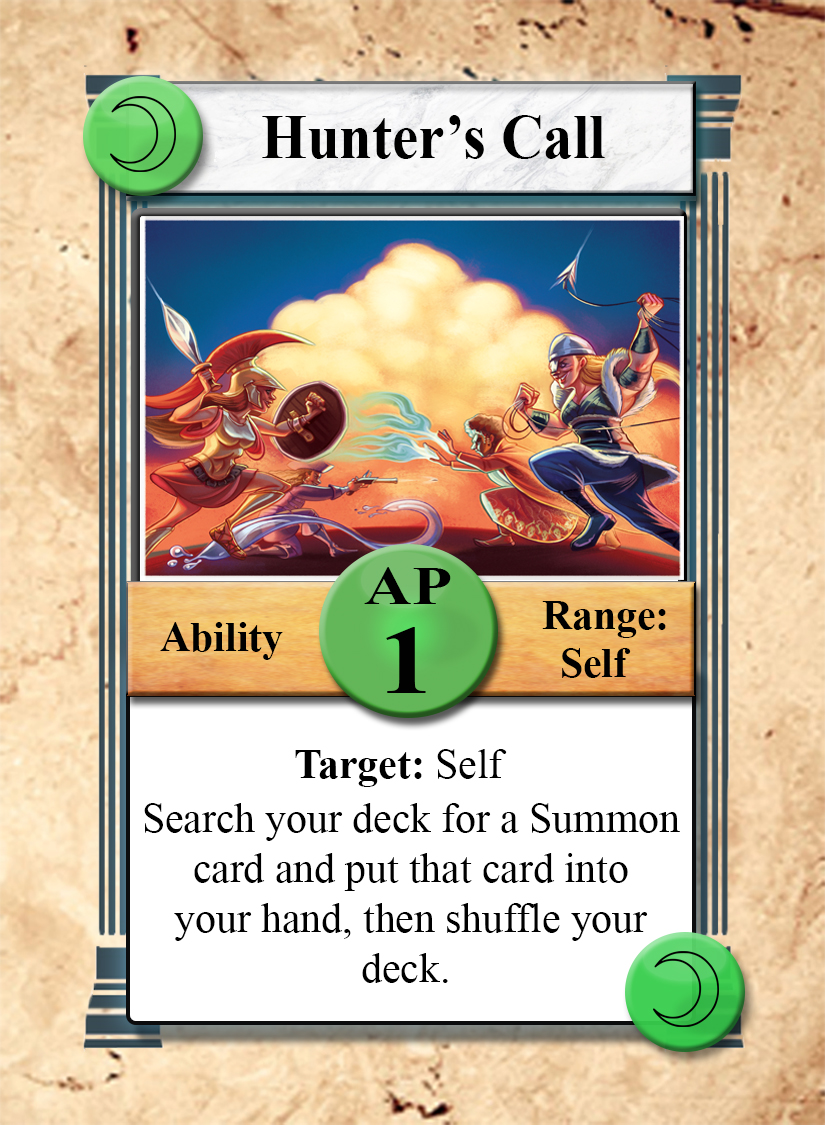 Hunter’s Call
Ability
AP
1
Range:
Self
Target: Self
Search your deck for a Summon
card and put that card into
your hand, then shuffle your
deck.